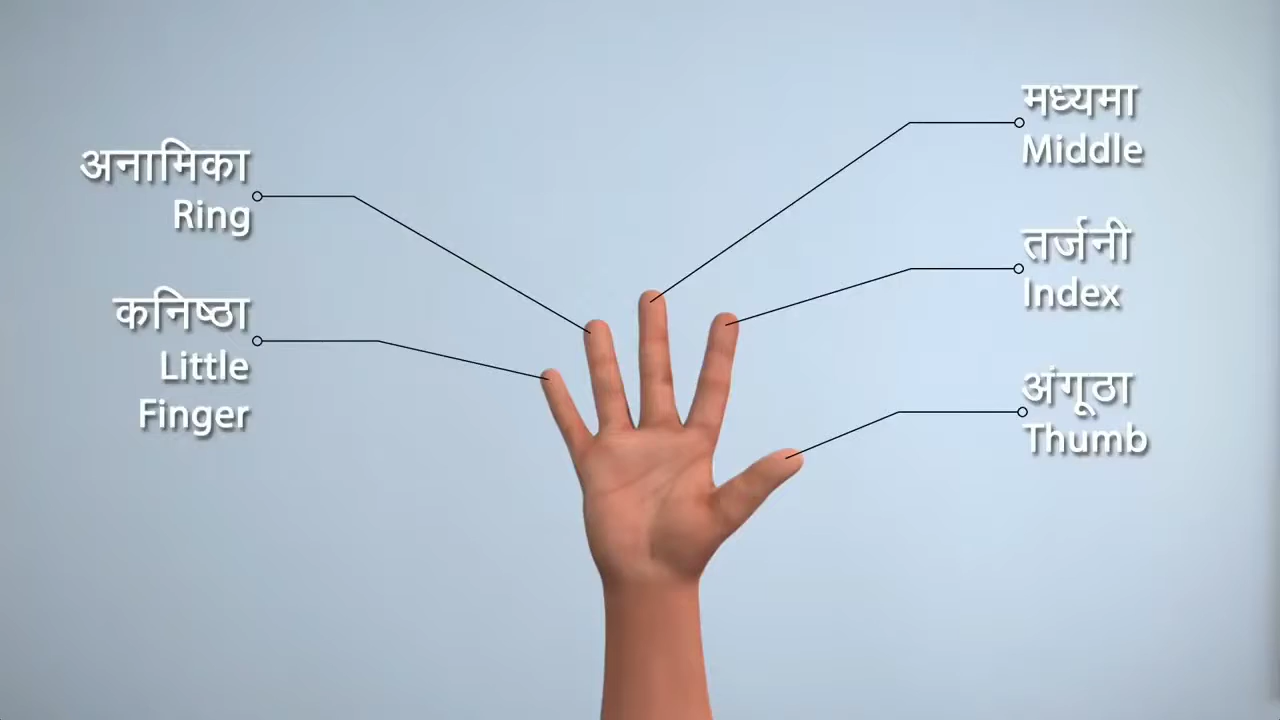 अनामिका
Ring
कनिष्ठा
Little
Finger
मध्यमा
Middle
तर्जनी
Index
अंगूठा
Thumb